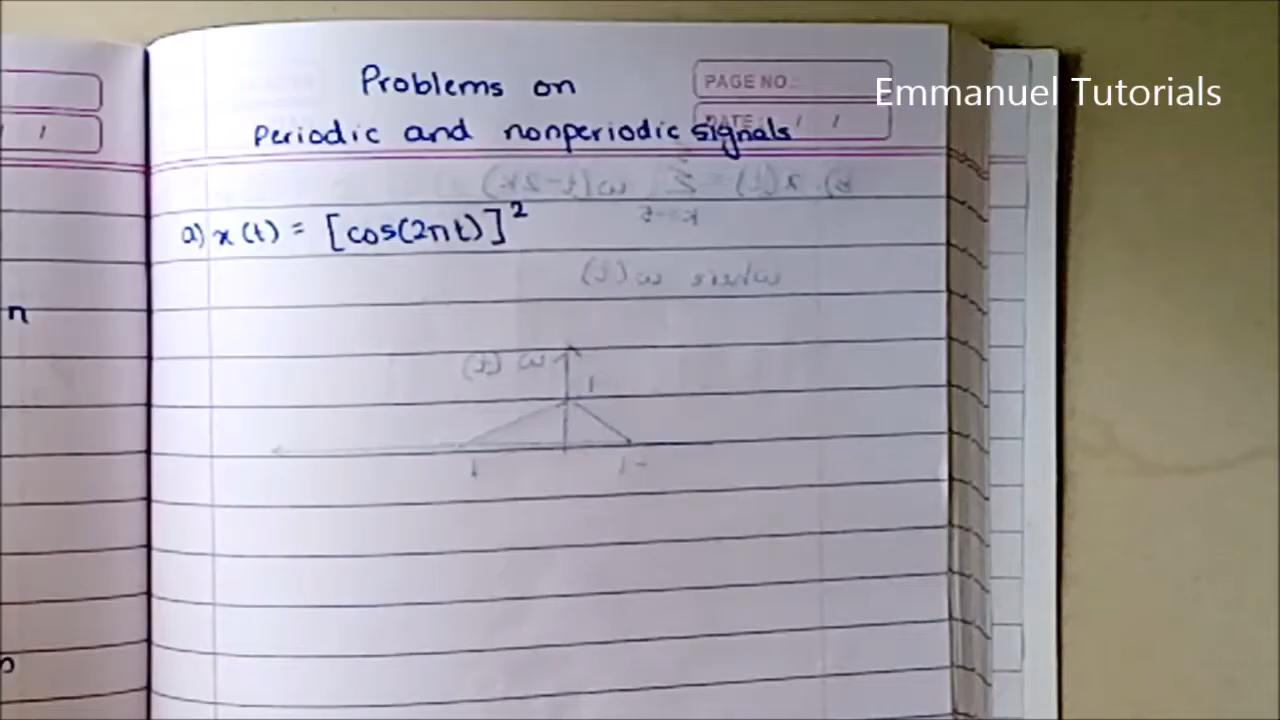 Problems on
PAGE NO.:
Emmanuel Tutorials
Periodic and nonperiodic signals
DATE: / /
a) x(t) = [cos(2πt)]²
n